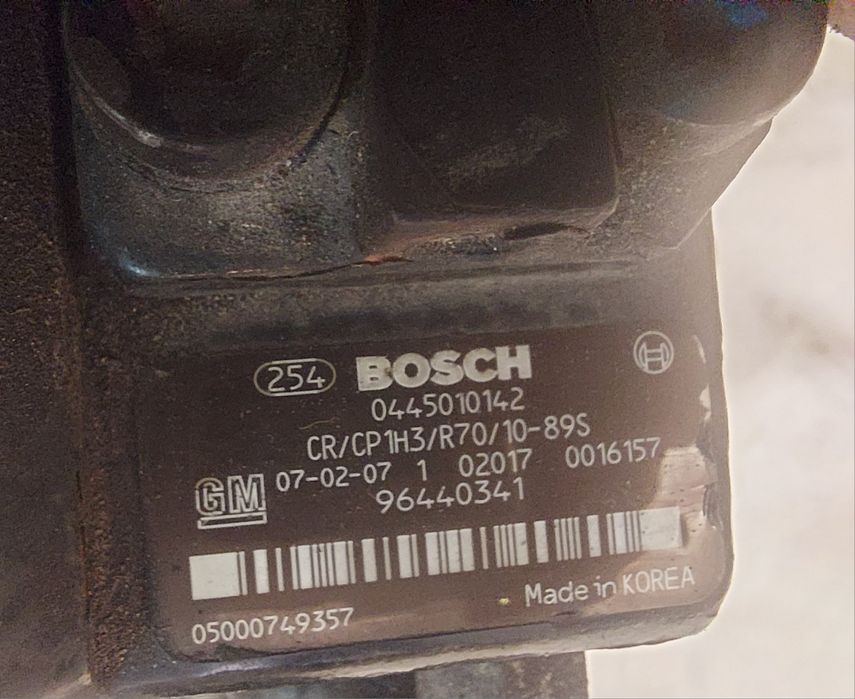 254 BOSCH
0445010142
CR/CP1H3/R70/10-89S
GM 07-02-07 1 02017 0016157
96440341
Made in KOREA
05000749357